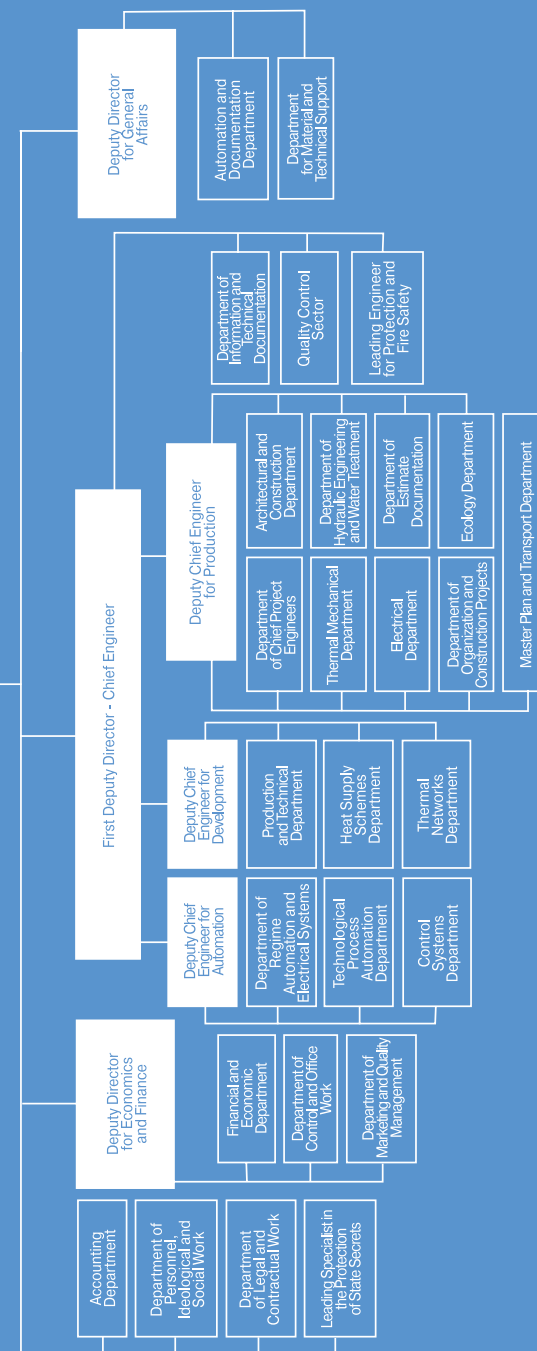 Accounting
Department
Department of
Personnel,
Ideological and
Social Work
Department
of Legal and
Contractual Work
Leading Specialist in
the Protection
of State Secrets
Deputy Director
for Economics
and Finance
Financial and
Economic
Department
Department of
Control and Office
Work
Department of
Marketing and Quality
Management
First Deputy Director - Chief Engineer
Deputy Chief
Engineer for
Automation
Department of
Regime
Automation and
Electrical Systems
Technological
Process
Automation
Department
Control
Systems
Department
Deputy Chief
Engineer for
Development
Production
and Technical
Department
Heat Supply
Schemes
Department
Thermal
Networks
Department
Deputy Chief Engineer
for Production
Department
of Chief Project
Engineers
Thermal Mechanical
Department
Electrical
Department
Department of
Organization and
Construction Projects
Architectural and
Construction
Department
Department of
Hydraulic Engineering
and Water Treatment
Department of
Estimate
Documentation
Ecology Department
Master Plan and Transport Department
Department of
Information and
Technical
Documentation
Quality Control
Sector
Leading Engineer
for Protection and
Fire Safety
Deputy Director
for General
Affairs
Automation and
Documentation
Department
Department
for Material and
Technical Support